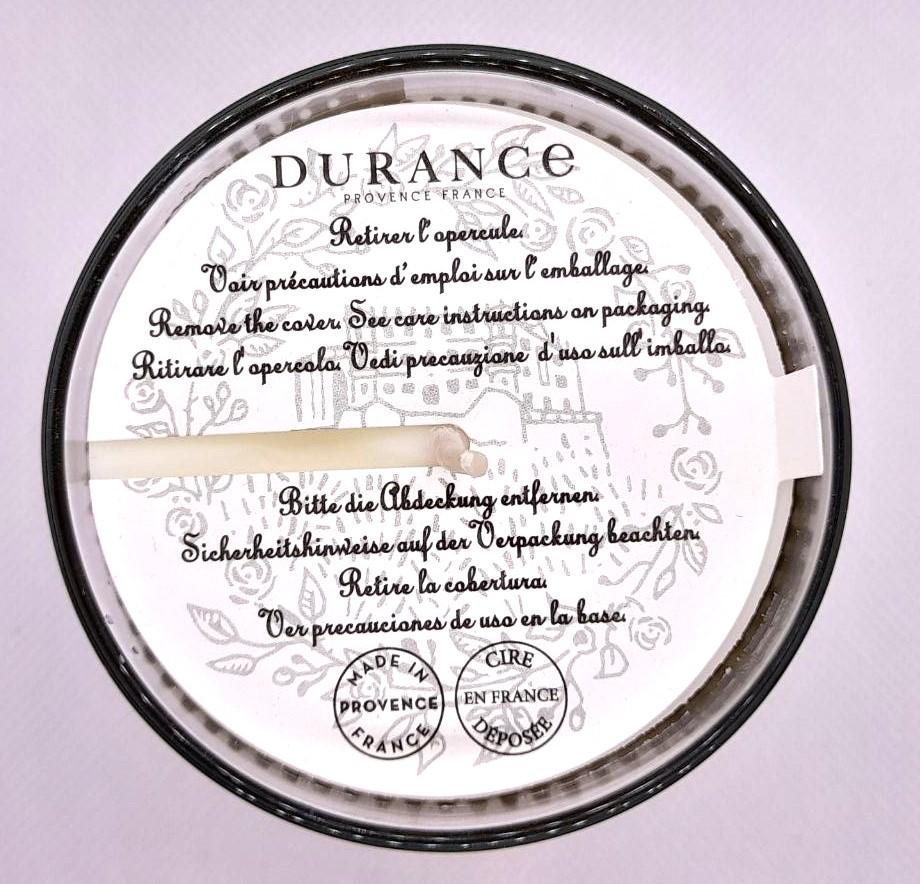 DURANCE
PROVENCE FRANCE
Retirer l'opercule.
Voir précautions d'emploi sur l'emballage.
Remove the cover. See care instructions on packaging.
Ritirare l'opercolo. Vedi precauzione d'uso sull'imballo.
Bitte die Abdeckung entfernen.
Sicherheitshinweise auf der Verpackung beachten.
Retire la cobertura.
Ver precauciones de uso en la base.
MADE IN
PROVENCE
FRANCE
CIRE
EN FRANCE
DÉPOSÉE